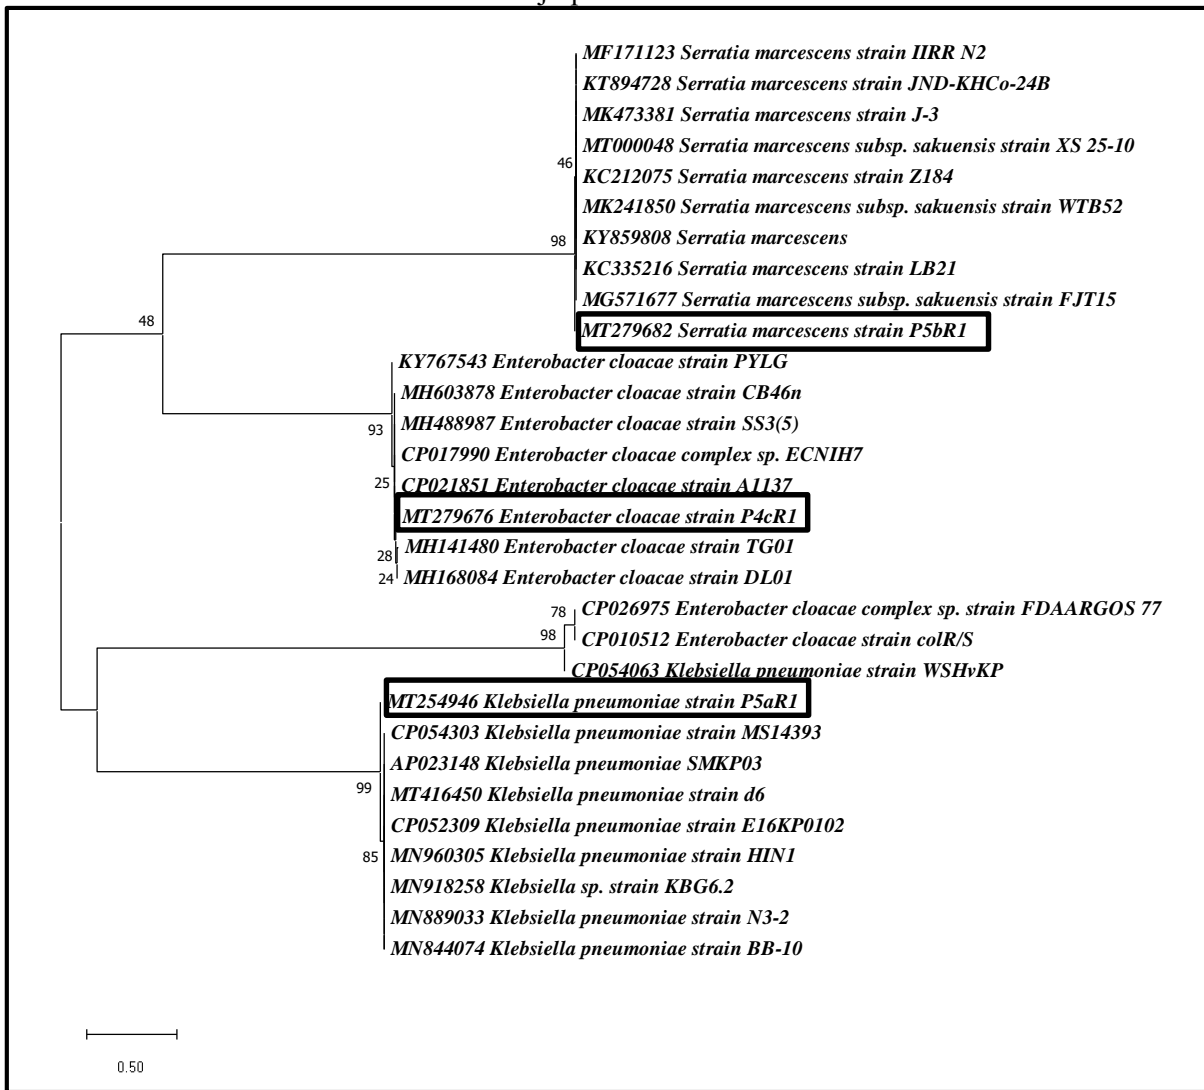 MF171123 Serratia marcescens strain IIRR N2
KT894728 Serratia marcescens strain JND-KHCo-24B
MK473381 Serratia marcescens strain J-3
MT000048 Serratia marcescens subsp. sakuensis strain XS 25-10
46
KC212075 Serratia marcescens strain Z184
MK241850 Serratia marcescens subsp. sakuensis strain WTB52
98
KY859808 Serratia marcescens
KC335216 Serratia marcescens strain LB21
MG571677 Serratia marcescens subsp. sakuensis strain FJT15
48
MT279682 Serratia marcescens strain P5bR1
KY767543 Enterobacter cloacae strain PYLG
MH603878 Enterobacter cloacae strain CB46n
MH488987 Enterobacter cloacae strain SS3(5)
93
CP017990 Enterobacter cloacae complex sp. ECNIH7
25
CP021851 Enterobacter cloacae strain A1137
MT279676 Enterobacter cloacae strain P4cR1
MH141480 Enterobacter cloacae strain TG01
28
24
MH168084 Enterobacter cloacae strain DL01
78
CP026975 Enterobacter cloacae complex sp. strain FDAARGOS 77
98
CP010512 Enterobacter cloacae strain colR/S
CP054063 Klebsiella pneumoniae strain WSHvKP
MT254946 Klebsiella pneumoniae strain P5aR1
CP054303 Klebsiella pneumoniae strain MS14393
AP023148 Klebsiella pneumoniae SMKP03
99
MT416450 Klebsiella pneumoniae strain d6
CP052309 Klebsiella pneumoniae strain E16KP0102
85
MN960305 Klebsiella pneumoniae strain HIN1
MN918258 Klebsiella sp. strain KBG6.2
MN889033 Klebsiella pneumoniae strain N3-2
MN844074 Klebsiella pneumoniae strain BB-10
0.50